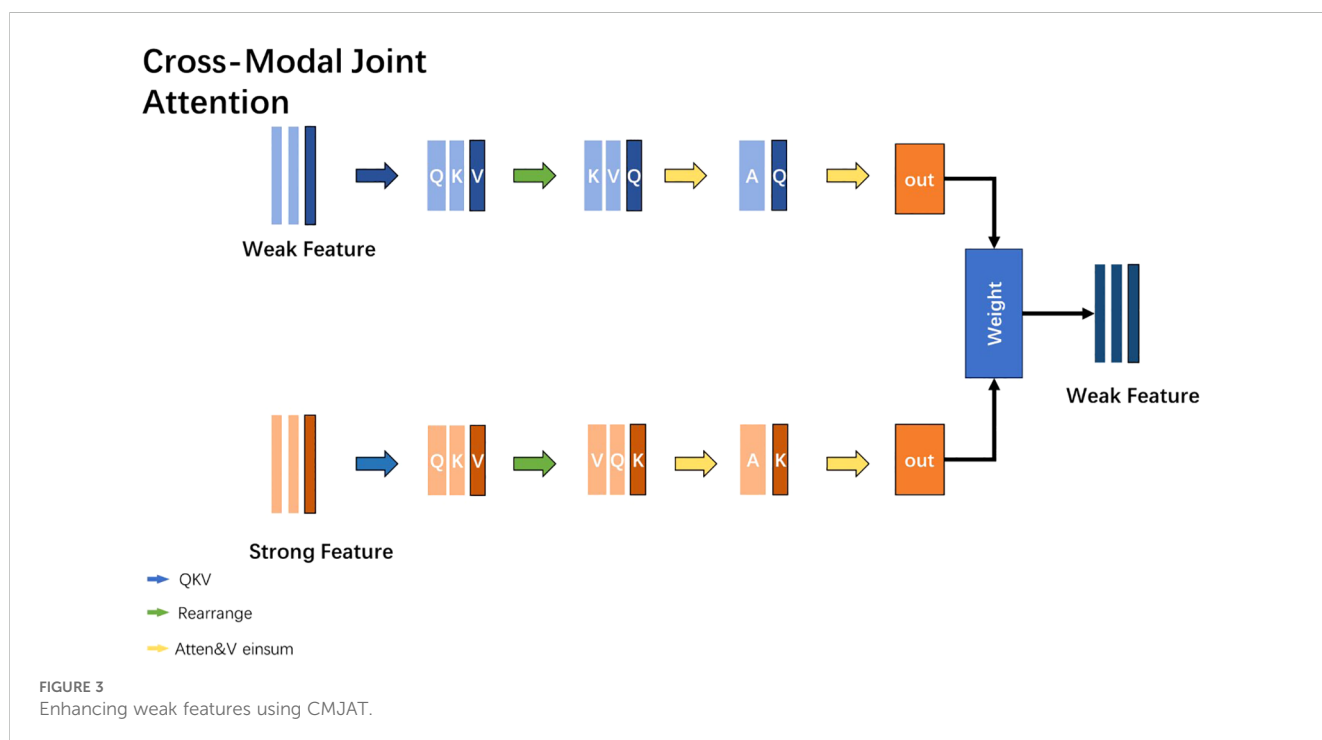 Cross-Modal Joint
Attention
Q K V
K V Q
A Q
out
Weak Feature
Weight
Weak Feature
Q K V
V Q K
A K
out
Strong Feature
QKV
Rearrange
Atten&V einsum
FIGURE 3
Enhancing weak features using CMJAT.